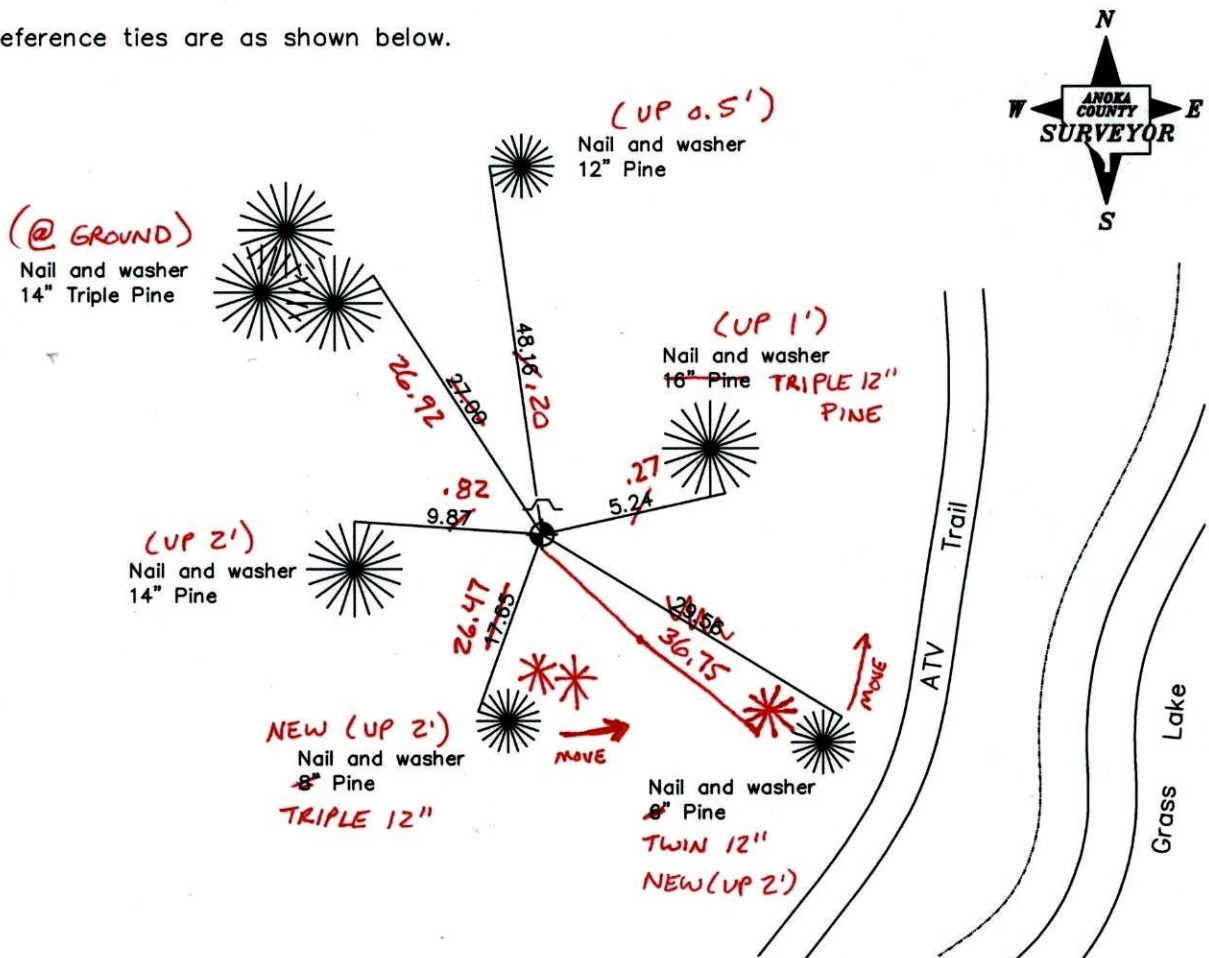 eference ties are as shown below.
N
W
ANOKA
COUNTY
E
SURVEYOR
S
(UP 0.5')
Nail and washer
12" Pine
(@ GROUND)
Nail and washer
14" Triple Pine
(UP 1')
Nail and washer
16" Pine TRIPLE 12"
PINE
48.16 .20
27.00
26.92
.27
5.24
.82
9.87
(UP 2')
Nail and washer
14" Pine
26.47
17.65
29.56
36.75
MOVE
MOVE
NEW (UP 2')
Nail and washer
8" Pine
TRIPLE 12"
Nail and washer
6" Pine
TWIN 12"
NEW (UP 2')
ATV Trail
Grass Lake